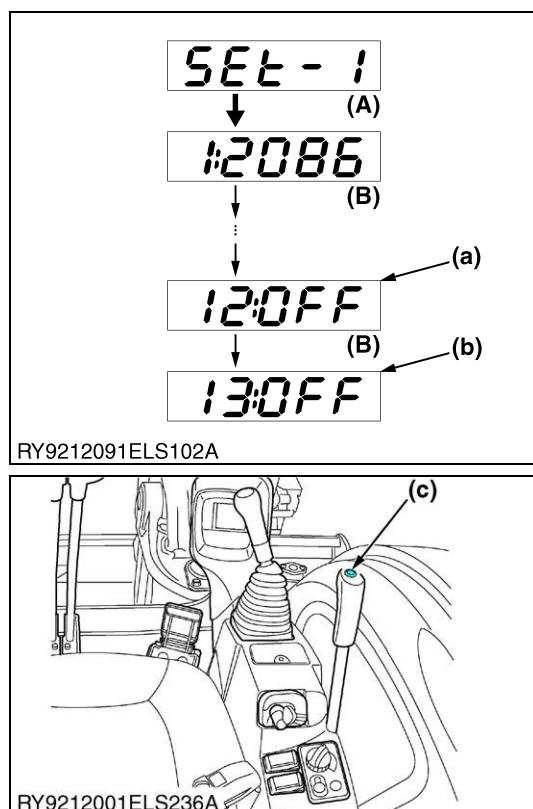 SEt-1
(A)
1:2086
(B)
(a)
12:OFF
(B)
(b)
13:OFF
RY9212091ELS102A
(c)
RY9212001ELS236A